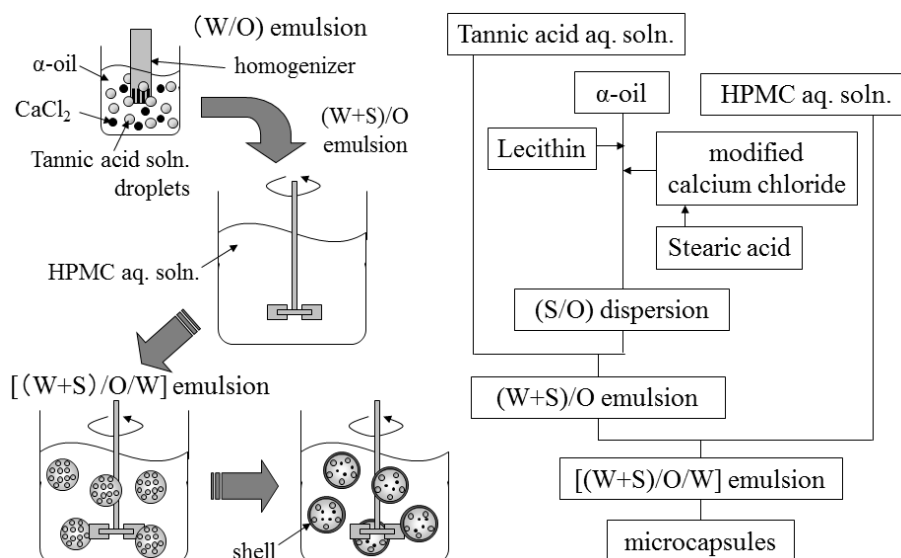 (W/O) emulsion
α-oil
homogenizer
CaCl₂
Tannic acid soln.
droplets
(W+S)/O
emulsion
HPMC aq. soln.
[(W+S)/O/W] emulsion
shell
Tannic acid aq. soln.
α-oil
HPMC aq. soln.
Lecithin
modified
calcium chloride
Stearic acid
(S/O) dispersion
(W+S)/O emulsion
[(W+S)/O/W] emulsion
microcapsules